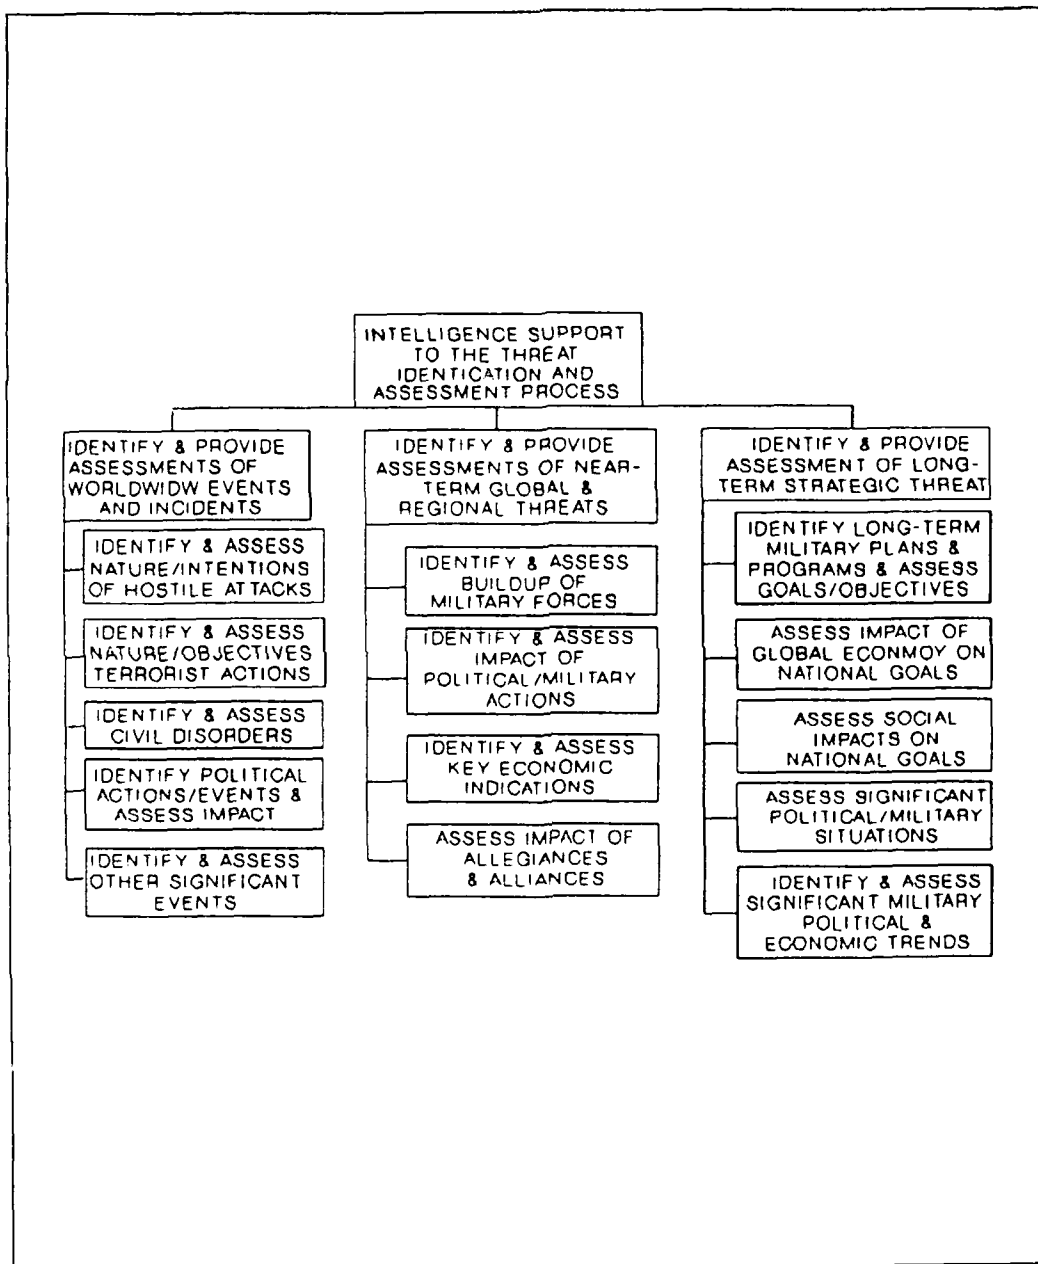 INTELLIGENCE SUPPORT
TO THE THREAT
IDENTICATION AND
ASSESSMENT PROCESS
IDENTIFY & PROVIDE
ASSESSMENTS OF
WORLDWIDW EVENTS
AND INCIDENTS
IDENTIFY & ASSESS
NATURE/INTENTIONS
OF HOSTILE ATTACKS
IDENTIFY & ASSESS
NATURE/OBJECTIVES
TERRORIST ACTIONS
IDENTIFY & ASSESS
CIVIL DISORDERS
IDENTIFY POLITICAL
ACTIONS/EVENTS &
ASSESS IMPACT
IDENTIFY & ASSESS
OTHER SIGNIFICANT
EVENTS
IDENTIFY & PROVIDE
ASSESSMENTS OF NEAR-
TERM GLOBAL &
REGIONAL THREATS
IDENTIFY & ASSESS
BUILDUP OF
MILITARY FORCES
IDENTIFY & ASSESS
IMPACT OF
POLITICAL/MILITARY
ACTIONS
IDENTIFY & ASSESS
KEY ECONOMIC
INDICATIONS
ASSESS IMPACT OF
ALLEGIANCES
& ALLIANCES
IDENTIFY & PROVIDE
ASSESSMENT OF LONG-
TERM STRATEGIC THREAT
IDENTIFY LONG-TERM
MILITARY PLANS &
PROGRAMS & ASSESS
GOALS/OBJECTIVES
ASSESS IMPACT OF
GLOBAL ECONMOY ON
NATIONAL GOALS
ASSESS SOCIAL
IMPACTS ON
NATIONAL GOALS
ASSESS SIGNIFICANT
POLITICAL/MILITARY
SITUATIONS
IDENTIFY & ASSESS
SIGNIFICANT MILITARY
POLITICAL &
ECONOMIC TRENDS